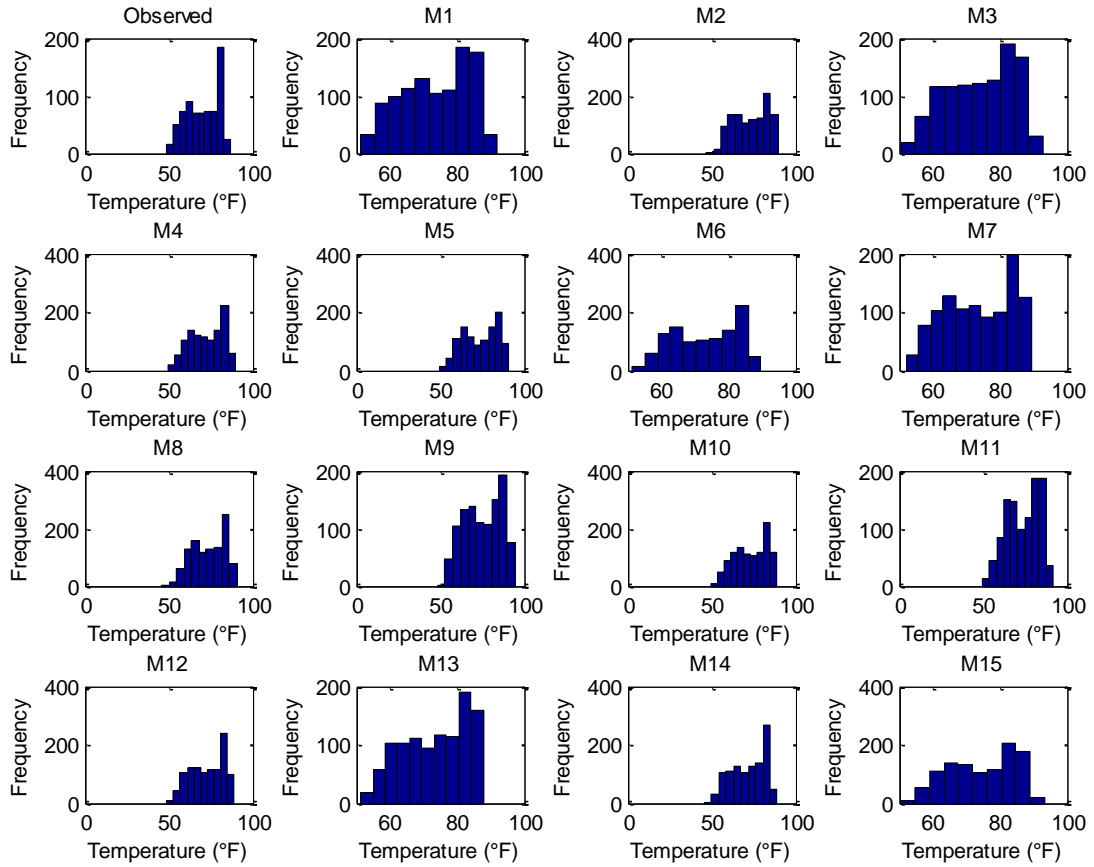 Observed M1 M2 M3
200 200 400 200
Frequency Frequency Frequency Frequency
100 100 200 100
0 0 0 0
0 50 100 60 80 100 0 50 100 60 80 100
Temperature (°F) Temperature (°F) Temperature (°F) Temperature (°F)
M4 M5 M6 M7
400 400 400 200
Frequency Frequency Frequency Frequency
200 200 200 100
0 0 0 0
0 50 100 0 50 100 60 80 100 60 80 100
Temperature (°F) Temperature (°F) Temperature (°F) Temperature (°F)
M8 M9 M10 M11
400 200 400 200
Frequency Frequency Frequency Frequency
200 100 200 100
0 0 0 0
0 50 100 0 50 100 0 50 100 0 50 100
Temperature (°F) Temperature (°F) Temperature (°F) Temperature (°F)
M12 M13 M14 M15
400 200 400 400
Frequency Frequency Frequency Frequency
200 100 200 200
0 0 0 0
0 50 100 60 80 100 0 50 100 60 80 100
Temperature (°F) Temperature (°F) Temperature (°F) Temperature (°F)